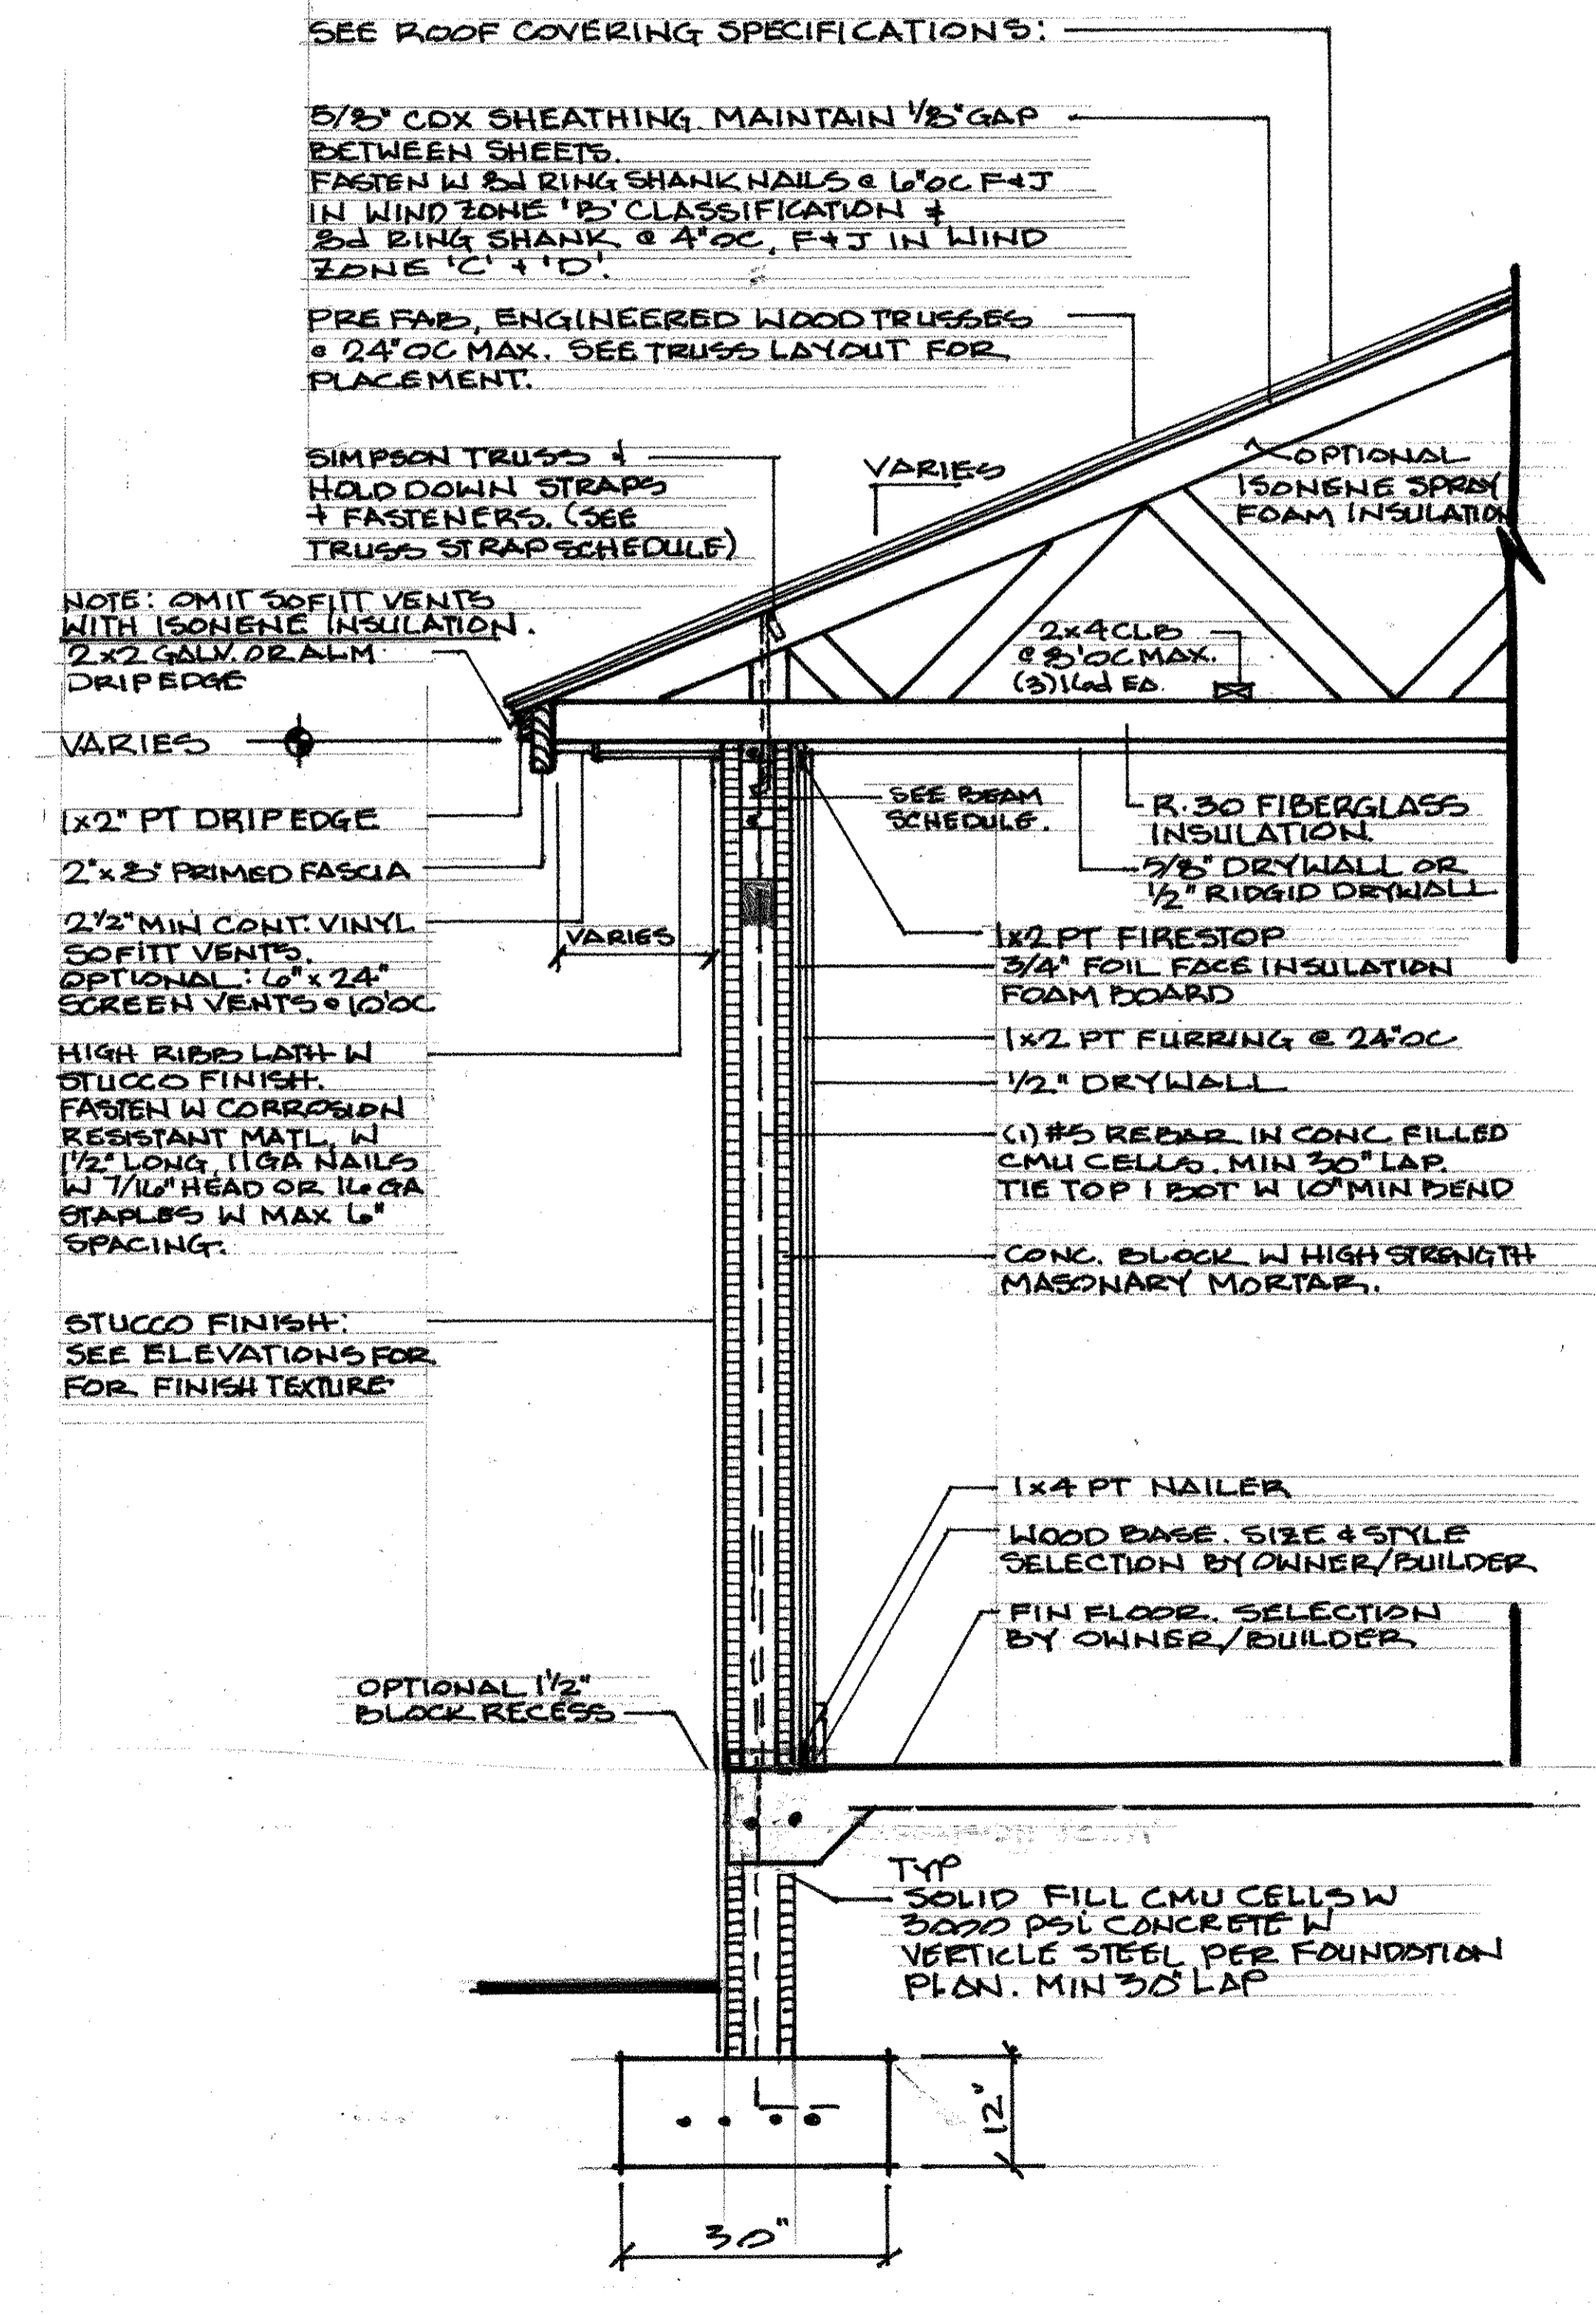 SEE ROOF COVERING SPECIFICATIONS:
5/8" CDX SHEATHING. MAINTAIN 1/8" GAP
BETWEEN SHEETS.
FASTEN W 8d RING SHANK NAILS @ 6"OC F&J
IN WIND ZONE 'B' CLASSIFICATION &
8d RING SHANK @ 4"OC, F&J IN WIND
ZONE 'C' & 'D'.
PRE FAB, ENGINEERED WOOD TRUSSES
@ 24"OC MAX. SEE TRUSS LAYOUT FOR
PLACEMENT.
SIMPSON TRUSS &
HOLD DOWN STRAPS
& FASTENERS. (SEE
TRUSS STRAP SCHEDULE)
VARIES
OPTIONAL
ISONENE SPRAY
FOAM INSULATION
NOTE: OMIT SOFITT VENTS
WITH ISONENE INSULATION.
2x2 GALV. OR ALM
DRIP EDGE
2x4 CLB
@ 8'OC MAX.
(3) 16d EA.
VARIES
1x2" PT DRIP EDGE
2"x8" PRIMED FASCIA
2 1/2" MIN CONT. VINYL
SOFITT VENTS.
OPTIONAL: 6"x24"
SCREEN VENTS @ 10'OC
VARIES
SEE BEAM
SCHEDULE.
R.30 FIBERGLASS
INSULATION.
5/8" DRYWALL OR
1/2" RIDGID DRYWALL
1x2 PT FIRESTOP
3/4" FOIL FACE INSULATION
FOAM BOARD
1x2 PT FURRING @ 24"OC
1/2" DRYWALL
HIGH RIBB LATH W
STUCCO FINISH.
FASTEN W CORROSION
RESISTANT MATL, W
1 1/2" LONG, 11GA NAILS
W 7/16" HEAD OR 16 GA
STAPLES W MAX 6"
SPACING.
(1) #5 REBAR IN CONC FILLED
CMU CELLS. MIN 30" LAP.
TIE TOP / BOT W 10" MIN BEND
CONC. BLOCK W HIGH STRENGTH
MASONARY MORTAR.
STUCCO FINISH:
SEE ELEVATIONS FOR
FOR FINISH TEXTURE
1x4 PT NAILER
WOOD BASE. SIZE & STYLE
SELECTION BY OWNER/BUILDER
FIN FLOOR. SELECTION
BY OWNER/BUILDER
OPTIONAL 1 1/2"
BLOCK RECESS
TYP
SOLID FILL CMU CELLS W
3000 PSI CONCRETE W
VERTICLE STEEL PER FOUNDATION
PLAN. MIN 30" LAP
12"
30"